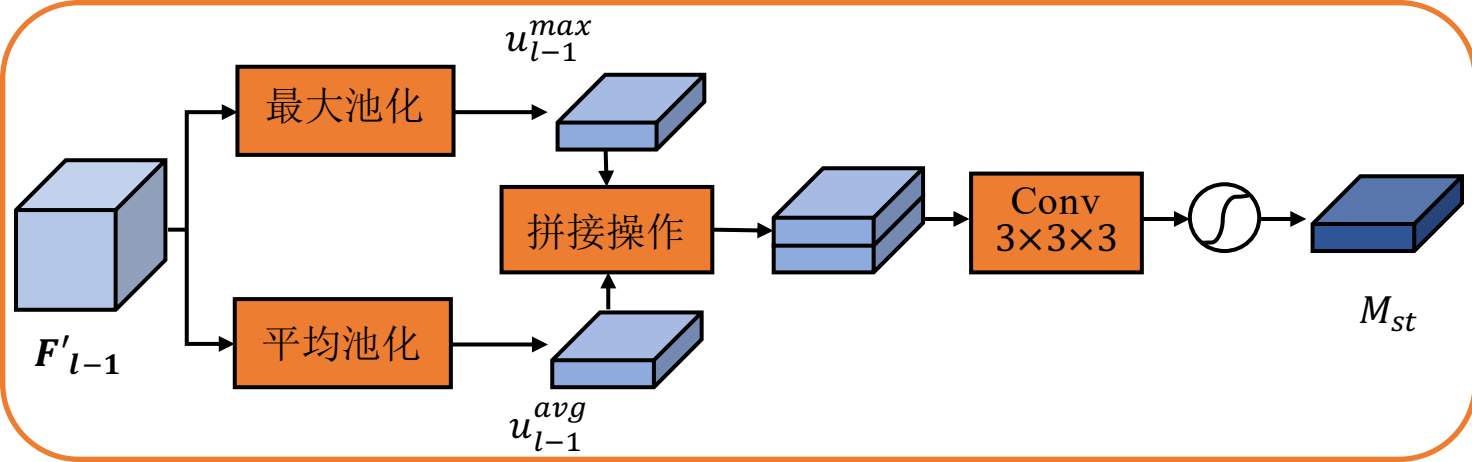 u_{l-1}^{max}
最大池化
拼接操作
Conv
3×3×3
平均池化
F'_{l-1}
u_{l-1}^{avg}
M_{st}